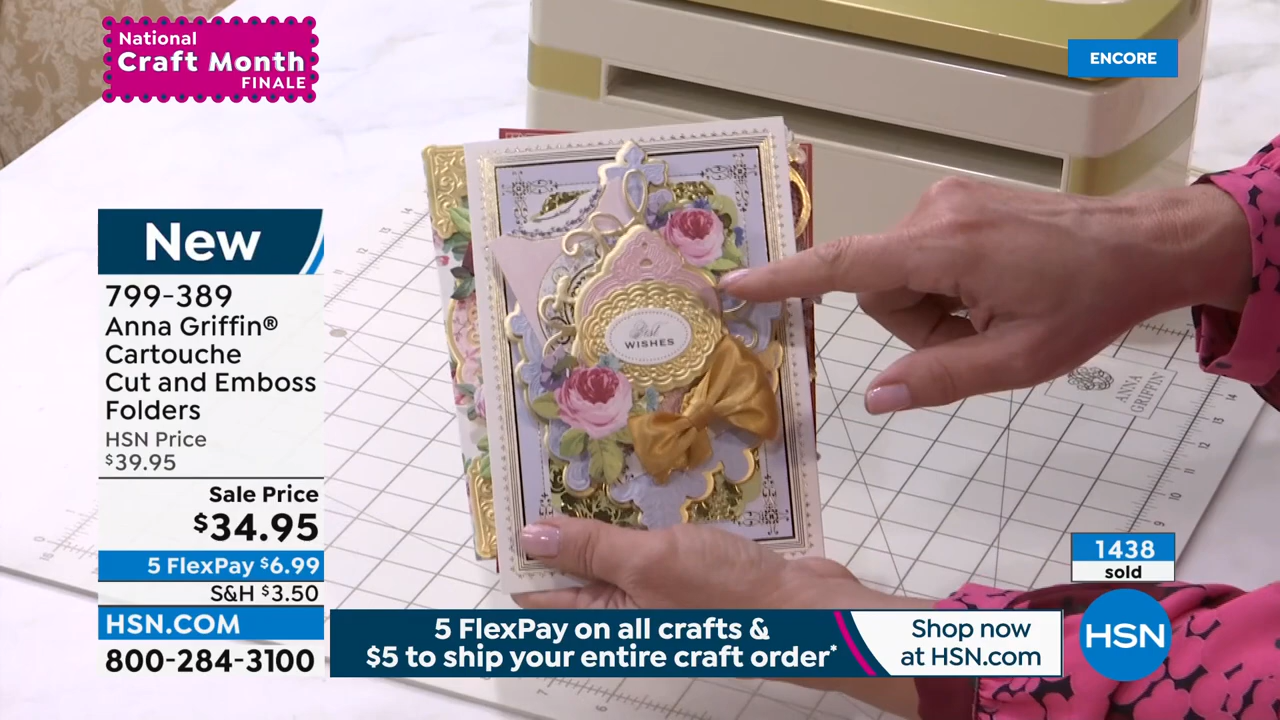 National
Craft Month
FINALE
ENCORE
New
799-389
Anna Griffin®
Cartouche
Cut and Emboss
Folders
HSN Price
$39.95
Sale Price
$34.95
5 FlexPay $6.99
S&H $3.50
HSN.COM
800-284-3100
Best
WISHES
ANNA
GRIFFIN
1438
sold
5 FlexPay on all crafts &
$5 to ship your entire craft order*
Shop now
at HSN.com
HSN